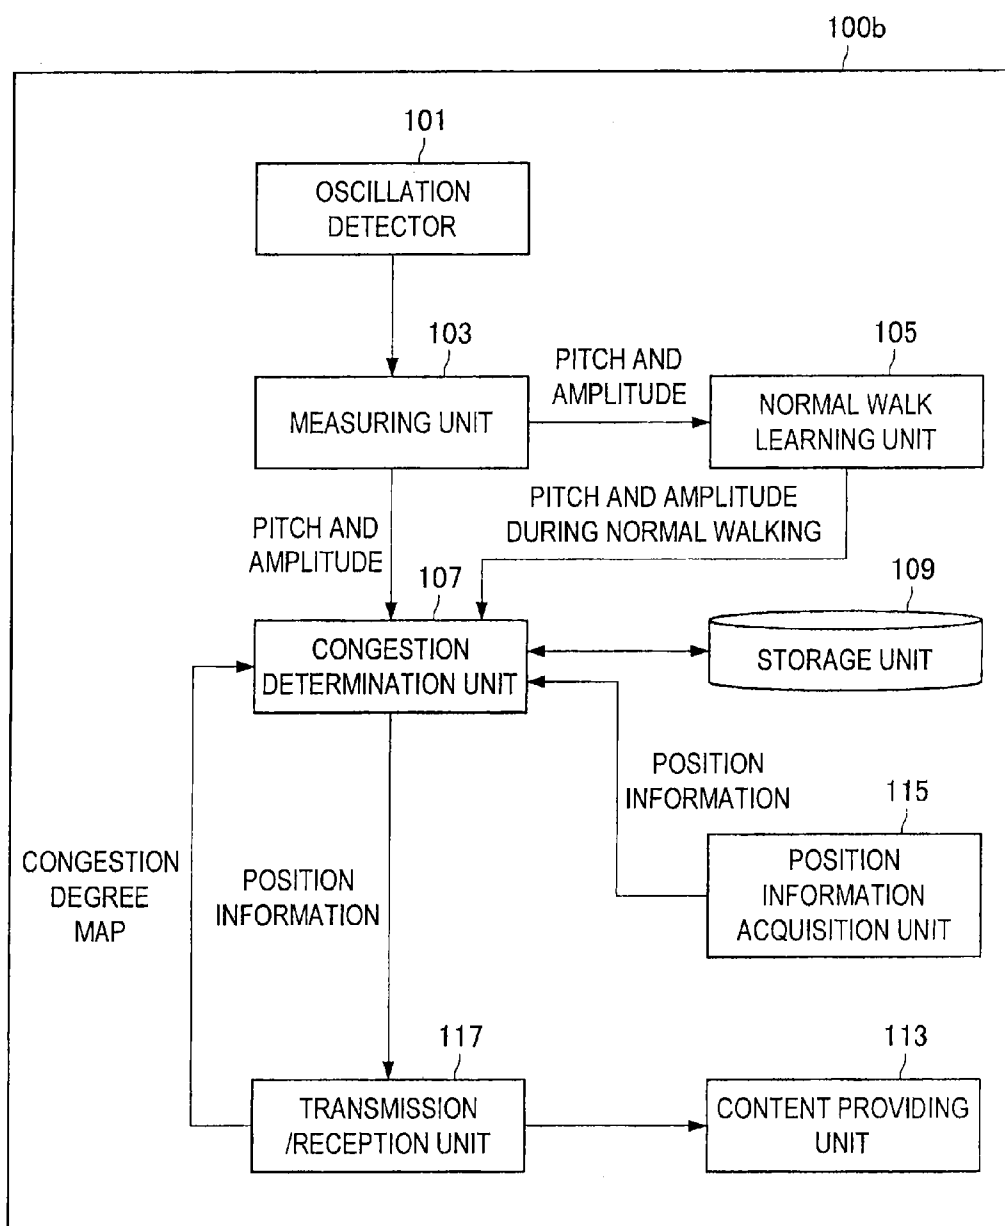 100b
101
OSCILLATION
DETECTOR
103
MEASURING UNIT
PITCH AND
AMPLITUDE
105
NORMAL WALK
LEARNING UNIT
PITCH AND
AMPLITUDE
PITCH AND AMPLITUDE
DURING NORMAL WALKING
107
CONGESTION
DETERMINATION UNIT
109
STORAGE UNIT
POSITION
INFORMATION
115
POSITION
INFORMATION
ACQUISITION UNIT
CONGESTION
DEGREE
MAP
POSITION
INFORMATION
117
TRANSMISSION
/RECEPTION UNIT
113
CONTENT PROVIDING
UNIT